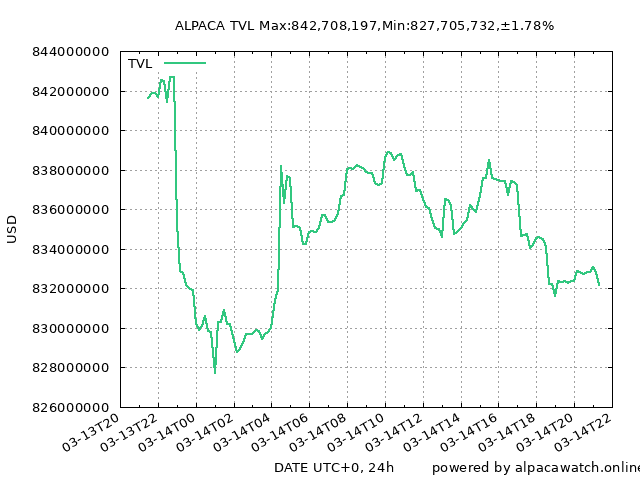 ALPACA TVL Max:842,708,197,Min:827,705,732,±1.78%
TVL
844000000
842000000
840000000
838000000
836000000
834000000
832000000
830000000
828000000
826000000
USD
03-13T20
03-13T22
03-14T00
03-14T02
03-14T04
03-14T06
03-14T08
03-14T10
03-14T12
03-14T14
03-14T16
03-14T18
03-14T20
03-14T22
DATE UTC+0, 24h
powered by alpacawatch.online